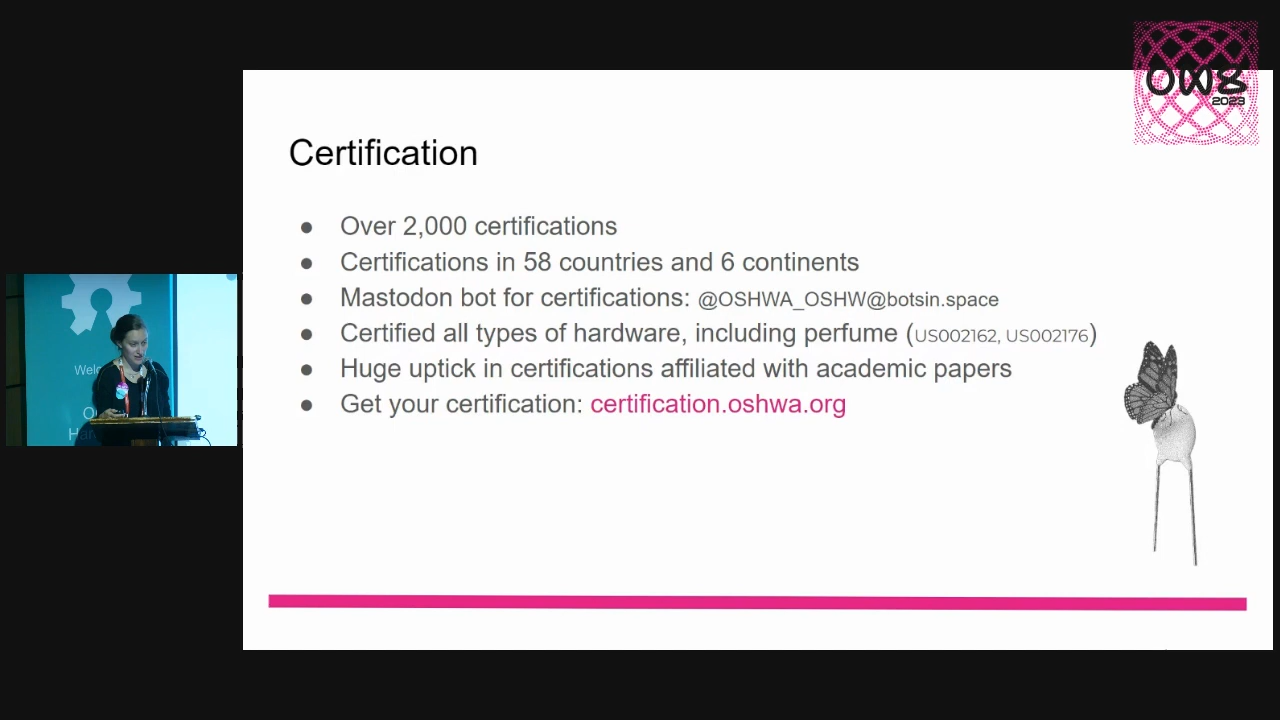 OW8
2023
Certification
● Over 2,000 certifications
● Certifications in 58 countries and 6 continents
● Mastodon bot for certifications: @OSHWA_OSHW@botsin.space
● Certified all types of hardware, including perfume (US002162, US002176)
● Huge uptick in certifications affiliated with academic papers
● Get your certification: certification.oshwa.org